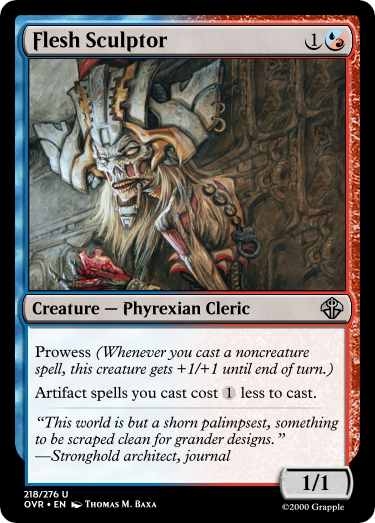 Flesh Sculptor 1
Creature — Phyrexian Cleric
Prowess (Whenever you cast a noncreature
spell, this creature gets +1/+1 until end of turn.)
Artifact spells you cast cost 1 less to cast.
“This world is but a shorn palimpsest, something
to be scraped clean for grander designs.”
—Stronghold architect, journal
1/1
218/276 U
OVR • EN Thomas M. Baxa
©2000 Grapple